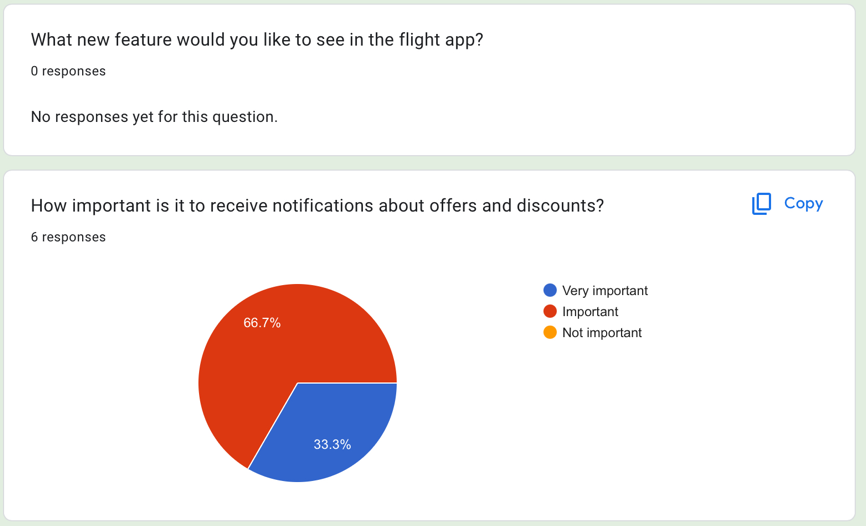 What new feature would you like to see in the flight app?
0 responses
No responses yet for this question.
How important is it to receive notifications about offers and discounts?
Copy
6 responses
66.7%
33.3%
Very important
Important
Not important